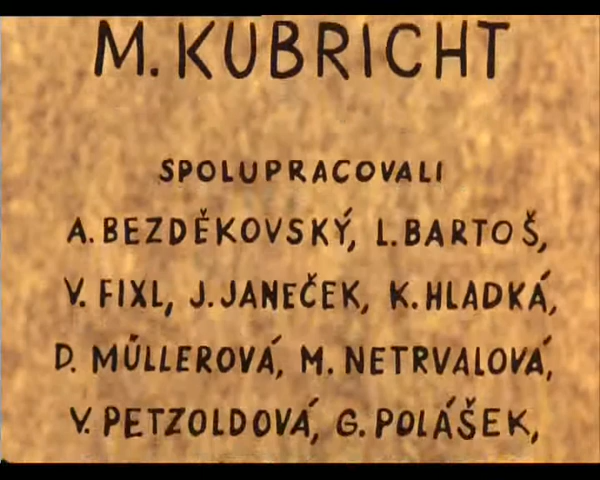 M. KUBRICHT
SPOLUPRACOVALI
A. BEZDĚKOVSKÝ, L. BARTOŠ,
V. FIXL, J. JANEČEK, K. HLADKÁ,
D. MÜLLEROVÁ, M. NETRVALOVÁ,
V. PETZOLDOVÁ, G. POLÁŠEK,